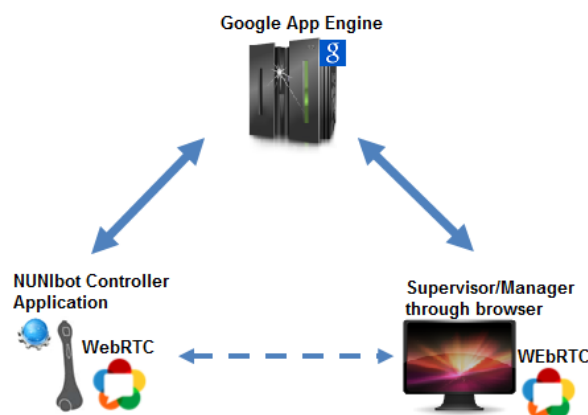 Google App Engine
g
NUNIbot Controller
Application
WebRTC
Supervisor/Manager
through browser
WEbRTC